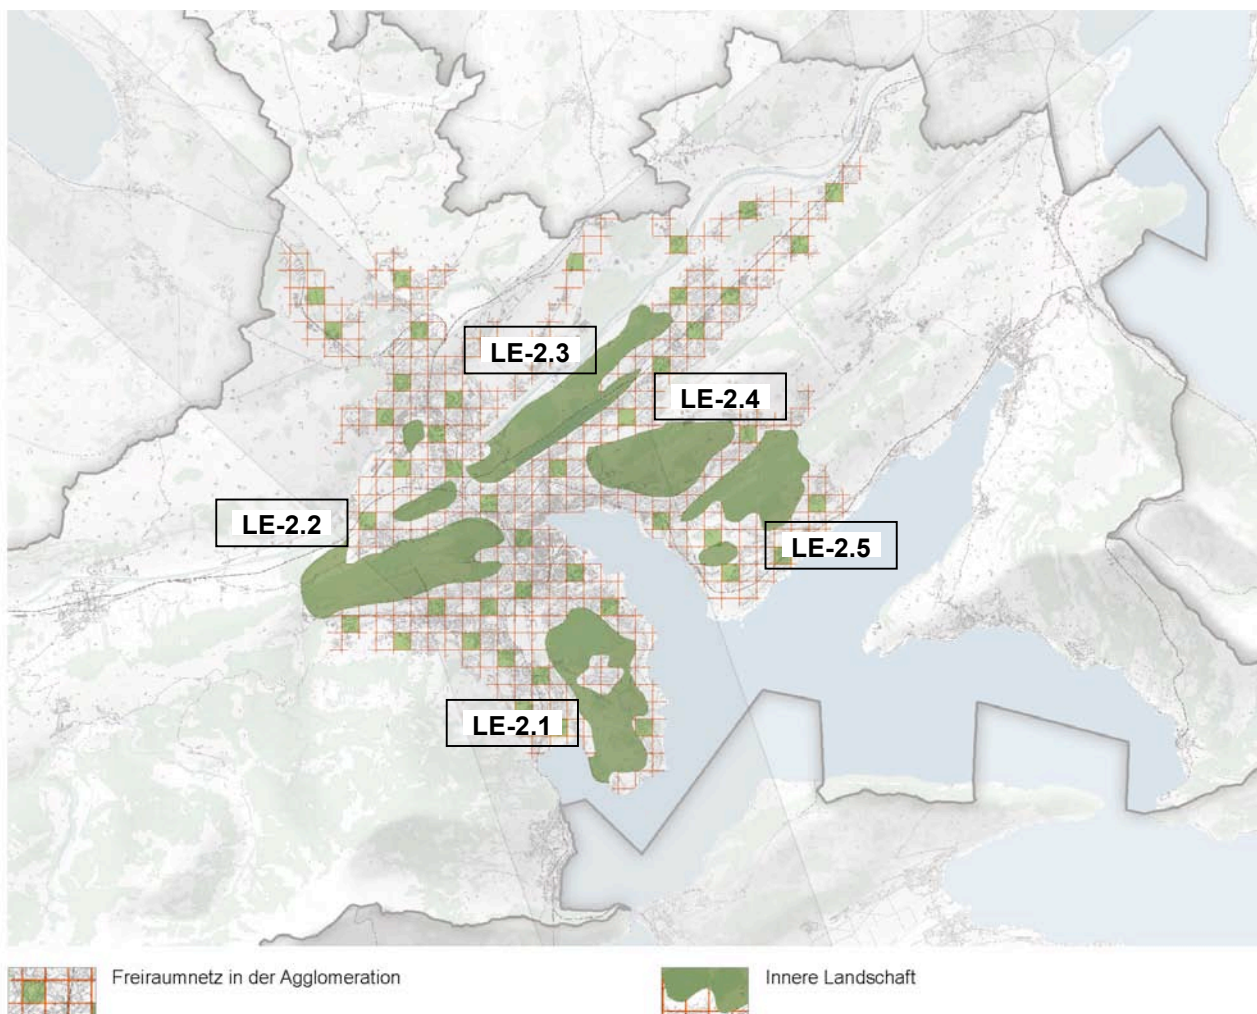 LE-2.3
LE-2.4
LE-2.2
LE-2.5
LE-2.1
Freiraumnetz in der Agglomeration
Innere Landschaft